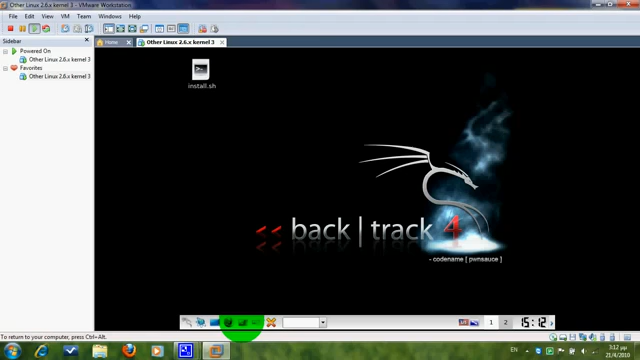 Other Linux 2.6.x kernel 3 - VMware Workstation
File Edit View VM Team Windows Help
Sidebar
Home
Other Linux 2.6.x kernel 3
Powered On
Other Linux 2.6.x kernel 3
Favorites
Other Linux 2.6.x kernel 3
install.sh
<< back | track 4
- codename [ pwnsauce ]
1 2 15:12
To return to your computer, press Ctrl+Alt.
EN
3:12 μμ
21/4/2010